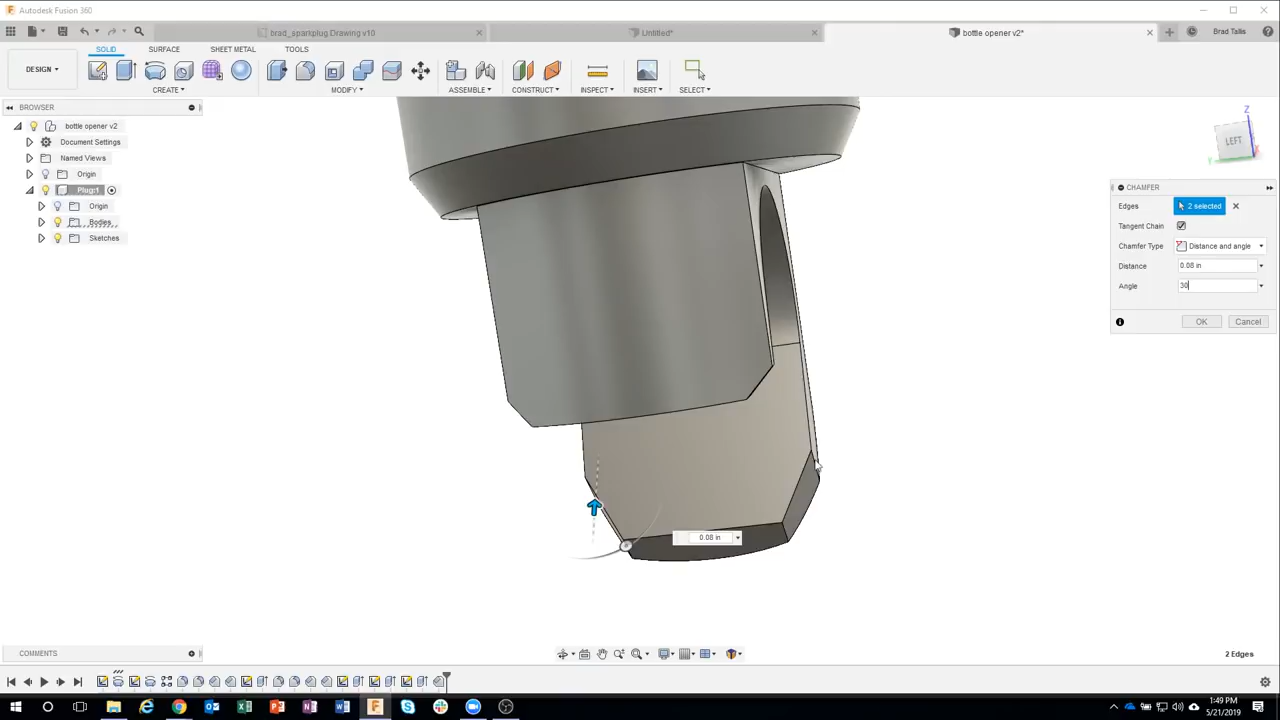 Autodesk Fusion 360
brad_sparkplug Drawing v10
Untitled*
bottle opener v2*
Brad Tallis
DESIGN
SOLID
SURFACE
SHEET METAL
TOOLS
CREATE
MODIFY
ASSEMBLE
CONSTRUCT
INSPECT
INSERT
SELECT
BROWSER
bottle opener v2
Document Settings
Named Views
Origin
Plug:1
Origin
Bodies
Sketches
Z
LEFT
CHAMFER
Edges
2 selected
Tangent Chain
Chamfer Type
Distance and angle
Distance
0.08 in
Angle
30
OK
Cancel
0.08 in
COMMENTS
2 Edges
1:49 PM
5/21/2019